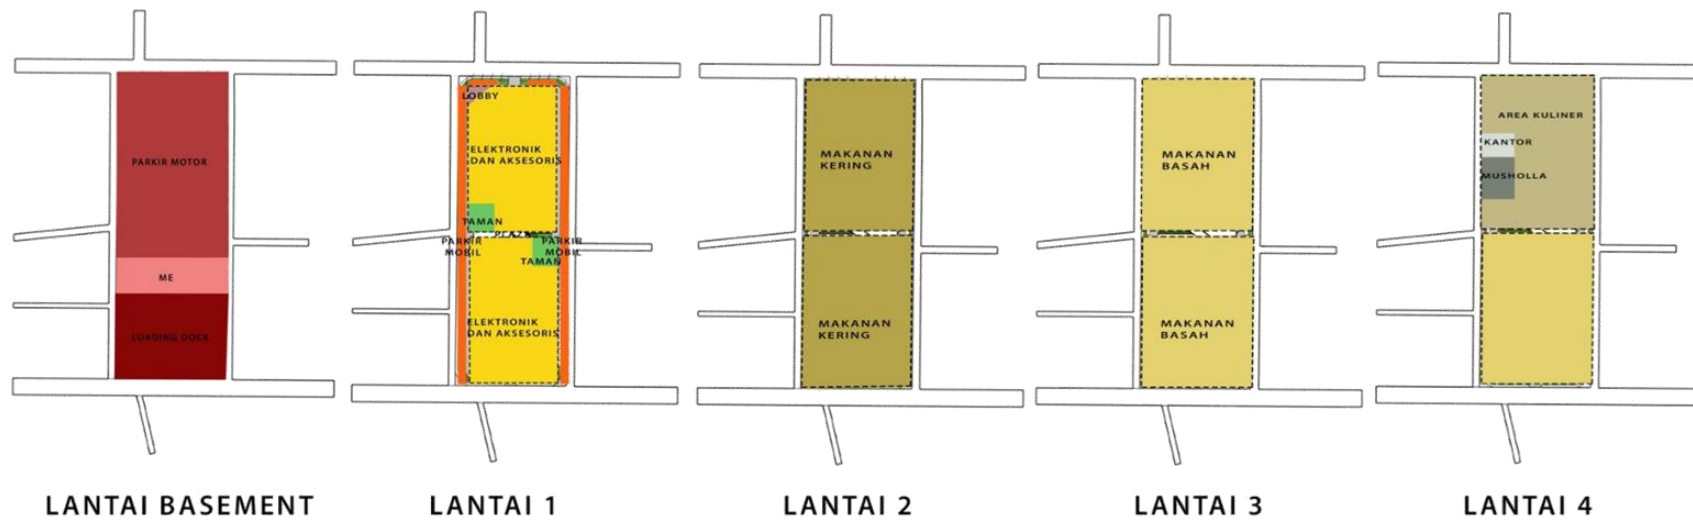 PARKIR MOTOR
ME
LOADING DOCK
LANTAI BASEMENT
LOBBY
ELEKTRONIK
DAN AKSESORIS
TAMAN
PLAZA
PARKIR
MOBIL
PARKIR
MOBIL
TAMAN
ELEKTRONIK
DAN AKSESORIS
LANTAI 1
MAKANAN
KERING
MAKANAN
KERING
LANTAI 2
MAKANAN
BASAH
MAKANAN
BASAH
LANTAI 3
AREA KULINER
KANTOR
MUSHOLLA
LANTAI 4